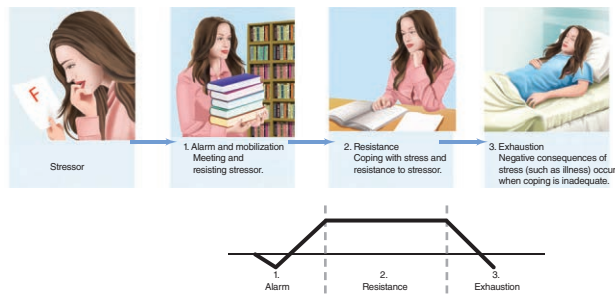 F
Stressor
1. Alarm and mobilization
Meeting and
resisting stressor.
2. Resistance
Coping with stress and
resistance to stressor.
3. Exhaustion
Negative consequences of
stress (such as illness) occur
when coping is inadequate.
1.
Alarm
2.
Resistance
3.
Exhaustion